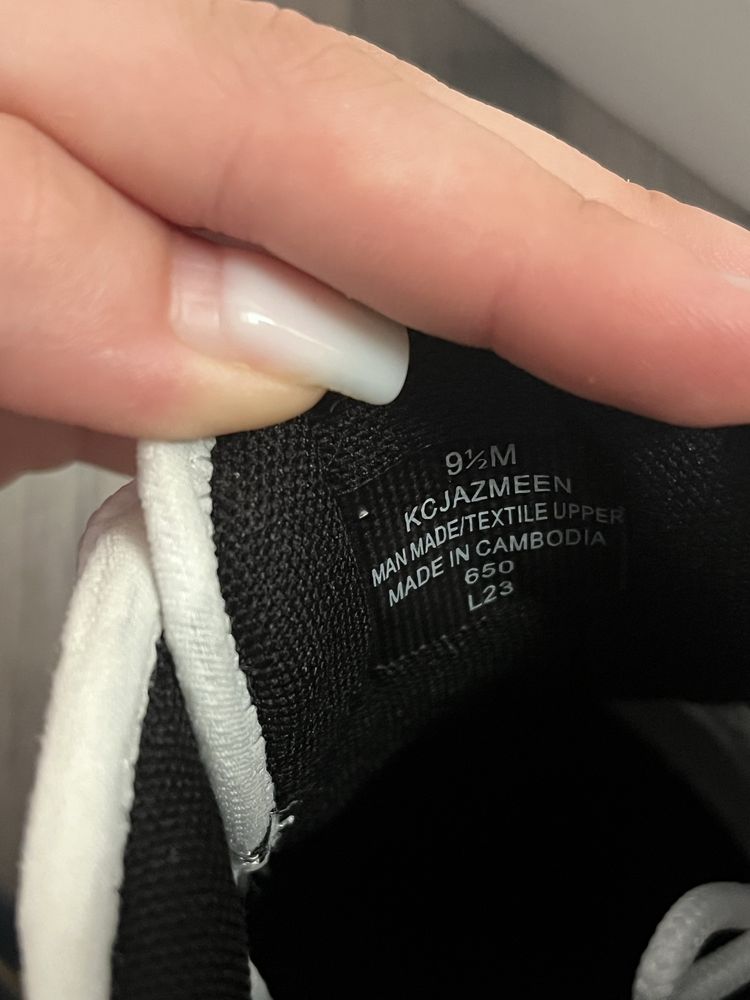 9½M
KCJAZMEEN
MAN MADE/TEXTILE UPPER
MADE IN CAMBODIA
650
L23